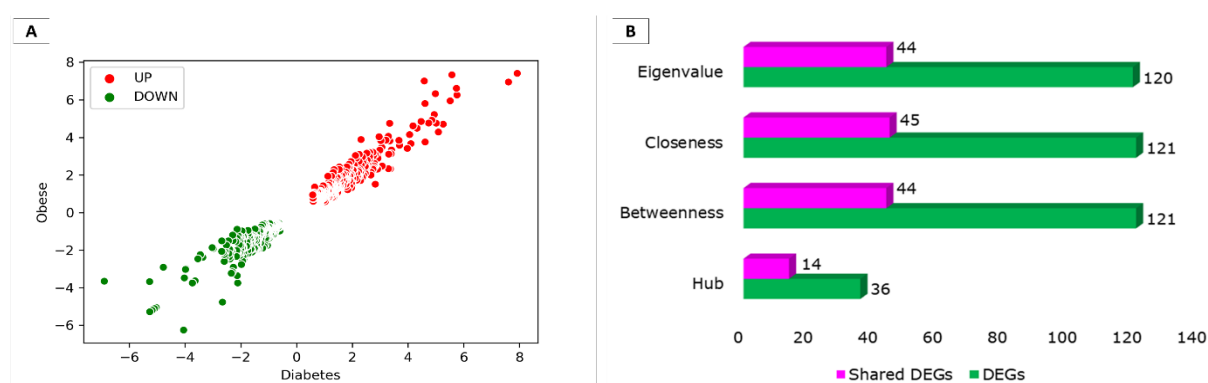 A
UP
DOWN
8
6
4
2
0
−2
−4
−6
Obese
−6 −4 −2 0 2 4 6 8
Diabetes
B
Eigenvalue 44
120
Closeness 45
121
Betweenness 44
121
Hub 14
36
0 20 40 60 80 100 120 140
Shared DEGs DEGs